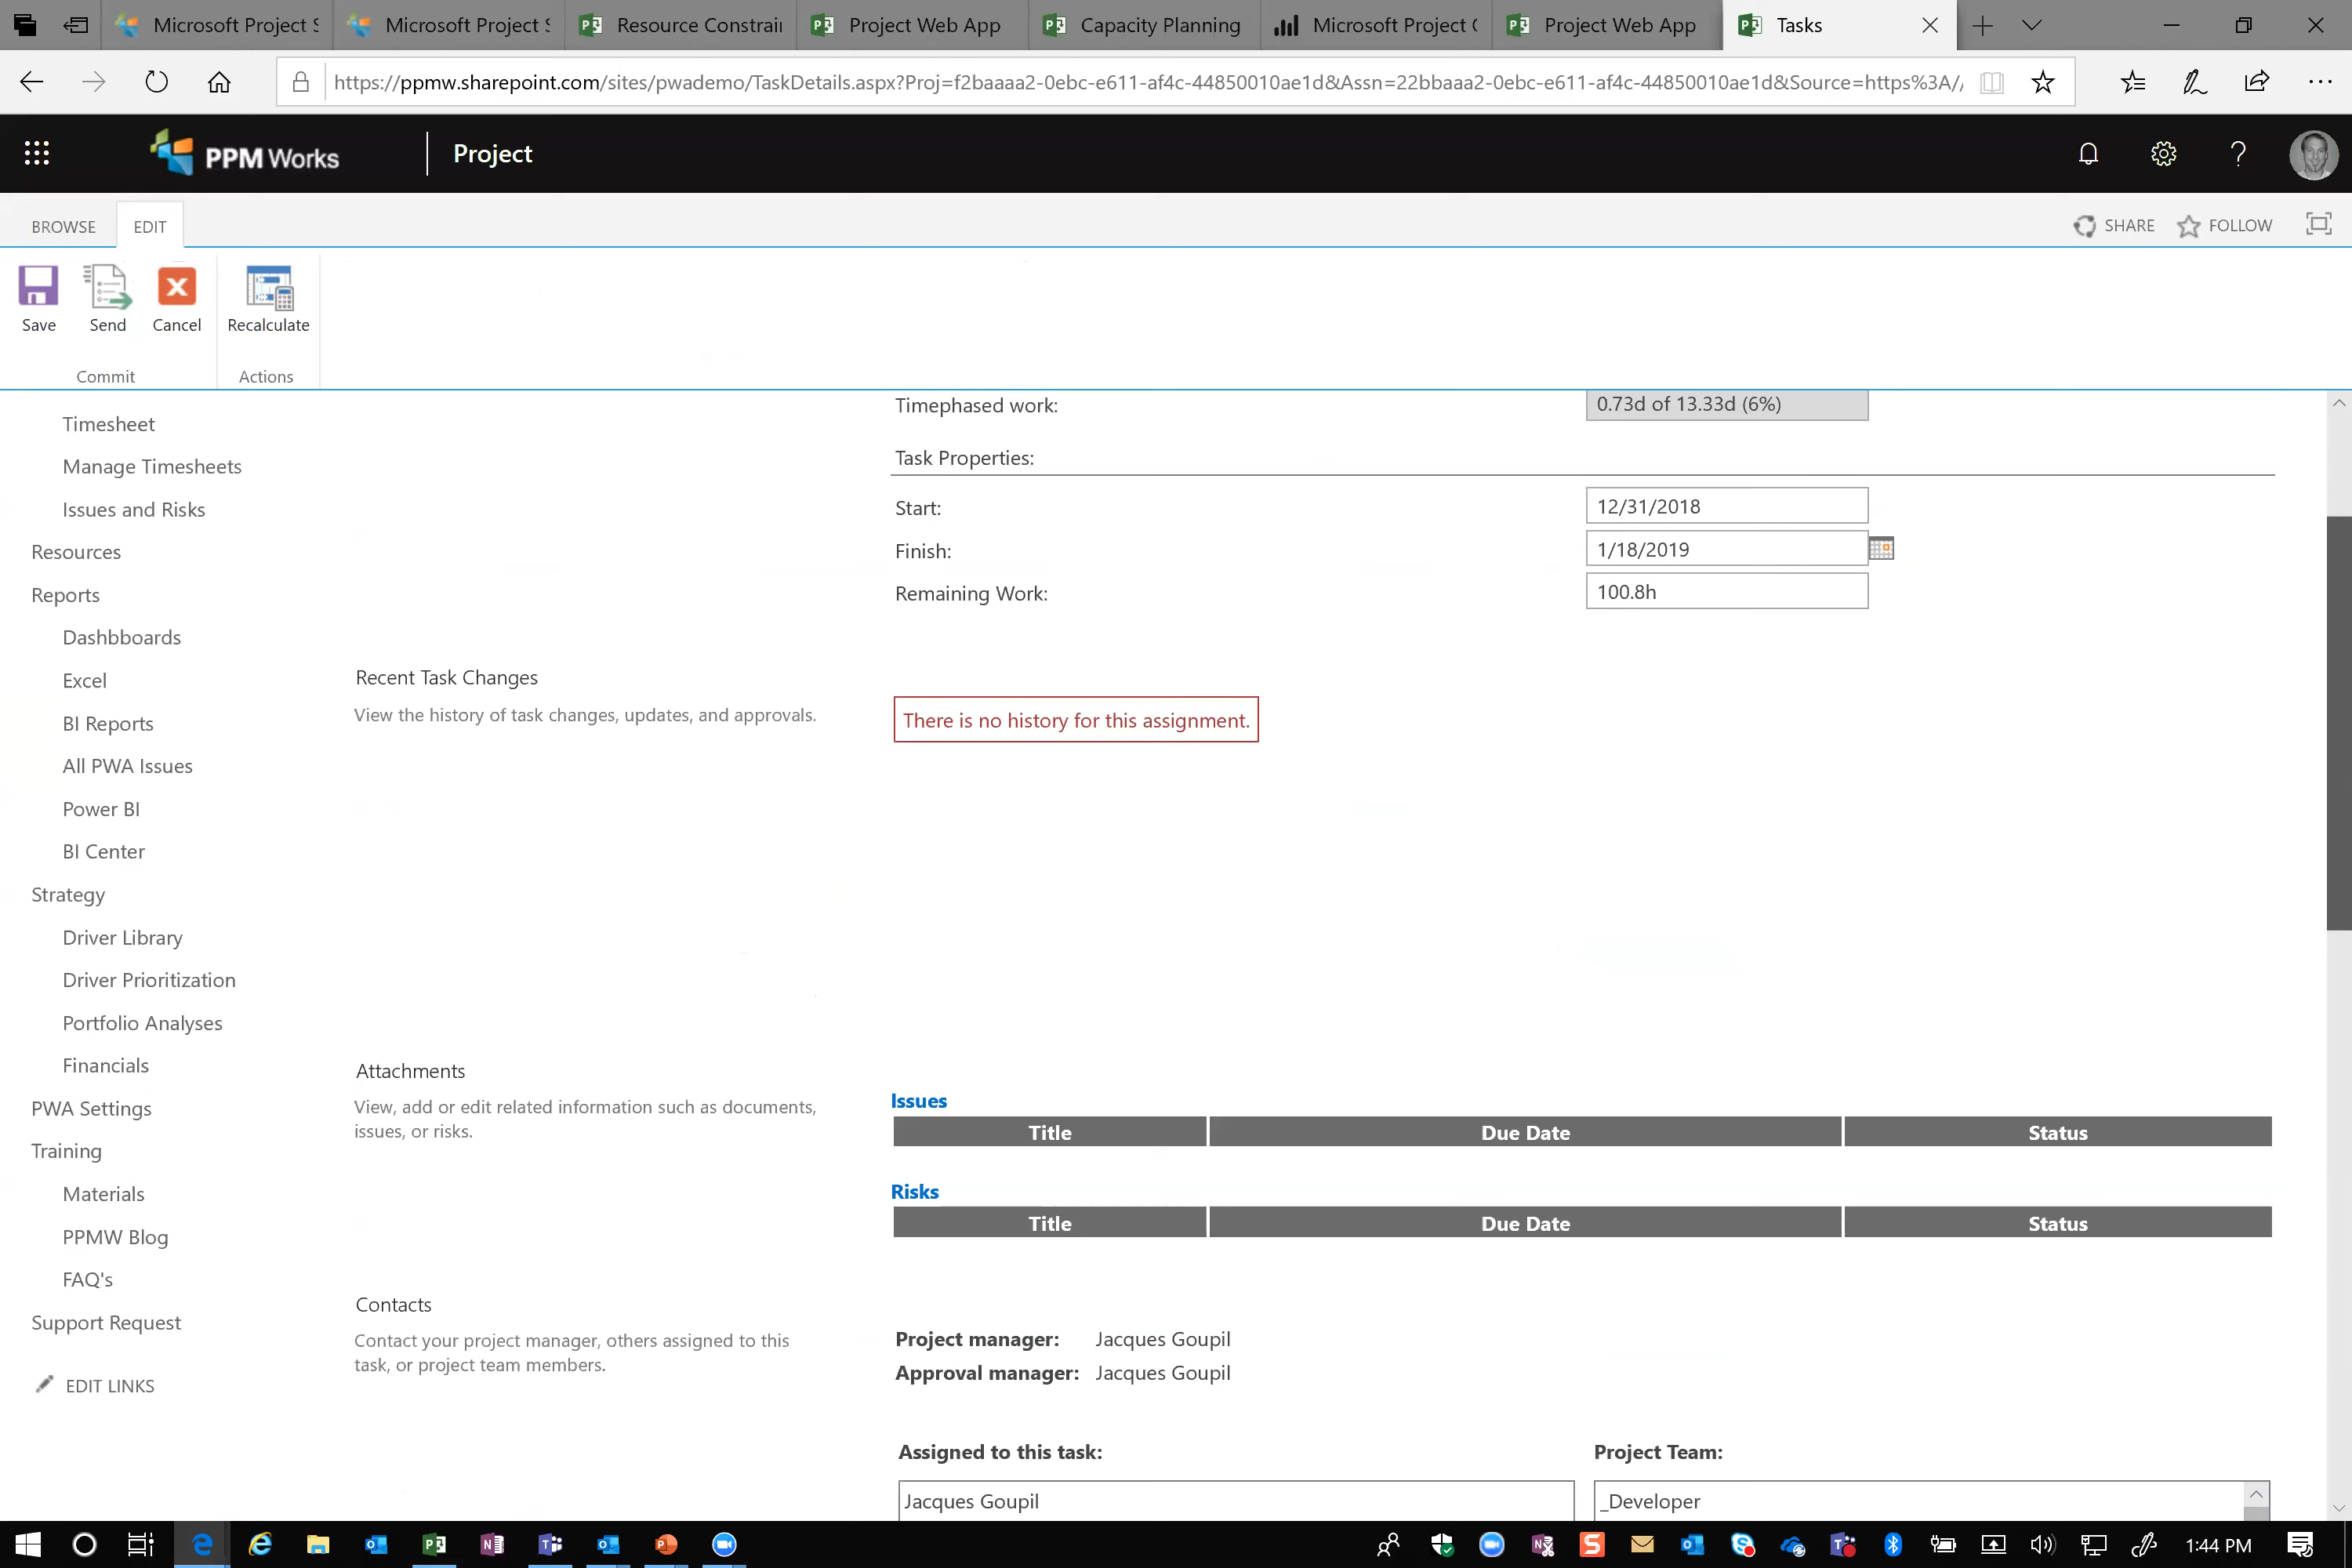 Microsoft Project S
Microsoft Project S
Resource Constrain
Project Web App
Capacity Planning
Microsoft Project O
Project Web App
Tasks
https://ppmw.sharepoint.com/sites/pwademo/TaskDetails.aspx?Proj=f2baaaa2-0ebc-e611-af4c-44850010ae1d&Assn=22bbaaa2-0ebc-e611-af4c-44850010ae1d&Source=https%3A//
PPM Works
Project
BROWSE
EDIT
SHARE
FOLLOW
Save
Send
Cancel
Recalculate
Commit
Actions
Timesheet
Manage Timesheets
Issues and Risks
Resources
Reports
Dashbboards
Excel
BI Reports
All PWA Issues
Power BI
BI Center
Strategy
Driver Library
Driver Prioritization
Portfolio Analyses
Financials
PWA Settings
Training
Materials
PPMW Blog
FAQ's
Support Request
EDIT LINKS
Timephased work:
0.73d of 13.33d (6%)
Task Properties:
Start:
12/31/2018
Finish:
1/18/2019
Remaining Work:
100.8h
Recent Task Changes
View the history of task changes, updates, and approvals.
There is no history for this assignment.
Attachments
View, add or edit related information such as documents,
issues, or risks.
Issues
Title
Due Date
Status
Risks
Title
Due Date
Status
Contacts
Contact your project manager, others assigned to this
task, or project team members.
Project manager: Jacques Goupil
Approval manager: Jacques Goupil
Assigned to this task:
Project Team:
Jacques Goupil
_Developer
1:44 PM